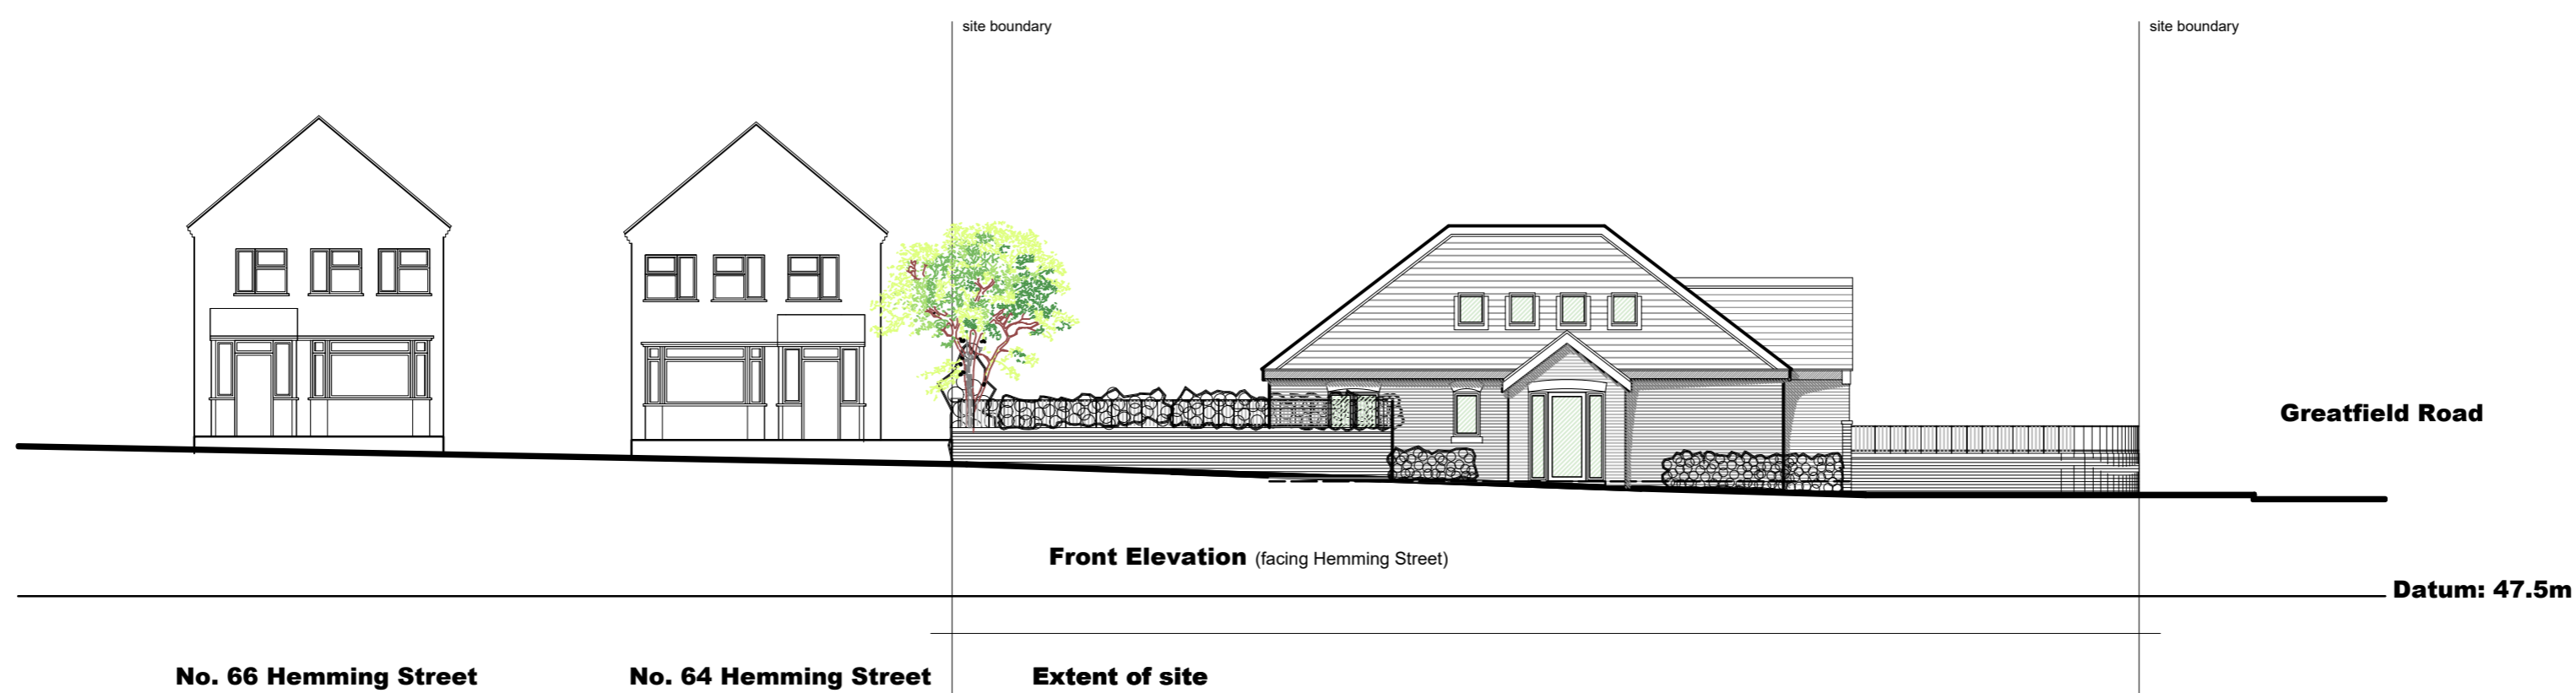 site boundary
site boundary
Greatfield Road
Front Elevation (facing Hemming Street)
Datum: 47.5m
No. 66 Hemming Street
No. 64 Hemming Street
Extent of site